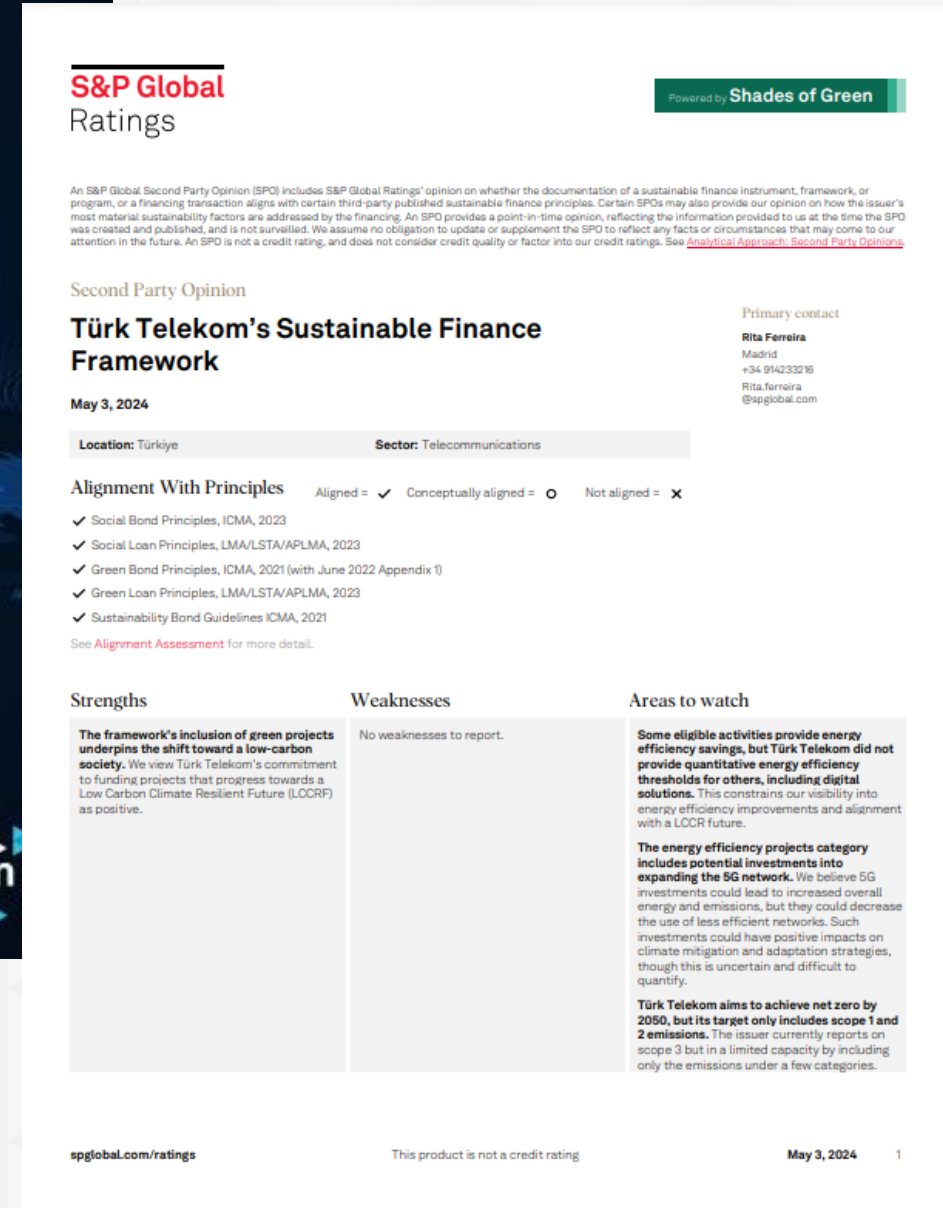 S&P Global
Ratings
Powered by Shades of Green
An S&P Global Second Party Opinion (SPO) includes S&P Global Ratings' opinion on whether the documentation of a sustainable finance instrument, framework, or
program, or a financing transaction aligns with certain third-party published sustainable finance principles. Certain SPOs may also provide our opinion on how the issuer's
most material sustainability factors are addressed by the financing. An SPO provides a point-in-time opinion, reflecting the information provided to us at the time the SPO
was created and published, and is not surveilled. We assume no obligation to update or supplement the SPO to reflect any facts or circumstances that may come to our
attention in the future. An SPO is not a credit rating, and does not consider credit quality or factor into our credit ratings. See Analytical Approach: Second Party Opinions.
Second Party Opinion
Türk Telekom's Sustainable Finance
Framework
May 3, 2024
Primary contact
Rita Ferreira
Madrid
+34 914233216
Rita.ferreira
@spglobal.com
Location: Türkiye
Sector: Telecommunications
Alignment With Principles
Aligned = ✓ Conceptually aligned = O Not aligned = ✗
✓ Social Bond Principles, ICMA, 2023
✓ Social Loan Principles, LMA/LSTA/APLMA, 2023
✓ Green Bond Principles, ICMA, 2021 (with June 2022 Appendix 1)
✓ Green Loan Principles, LMA/LSTA/APLMA, 2023
✓ Sustainability Bond Guidelines ICMA, 2021
See Alignment Assessment for more detail.
Strengths
The framework's inclusion of green projects
underpins the shift toward a low-carbon
society. We view Türk Telekom's commitment
to funding projects that progress towards a
Low Carbon Climate Resilient Future (LCCRF)
as positive.
Weaknesses
No weaknesses to report.
Areas to watch
Some eligible activities provide energy
efficiency savings, but Türk Telekom did not
provide quantitative energy efficiency
thresholds for others, including digital
solutions. This constrains our visibility into
energy efficiency improvements and alignment
with a LCCR future.
The energy efficiency projects category
includes potential investments into
expanding the 5G network. We believe 5G
investments could lead to increased overall
energy and emissions, but they could decrease
the use of less efficient networks. Such
investments could have positive impacts on
climate mitigation and adaptation strategies,
though this is uncertain and difficult to
quantify.
Türk Telekom aims to achieve net zero by
2050, but its target only includes scope 1 and
2 emissions. The issuer currently reports on
scope 3 but in a limited capacity by including
only the emissions under a few categories.
spglobal.com/ratings
This product is not a credit rating
May 3, 2024
1
n